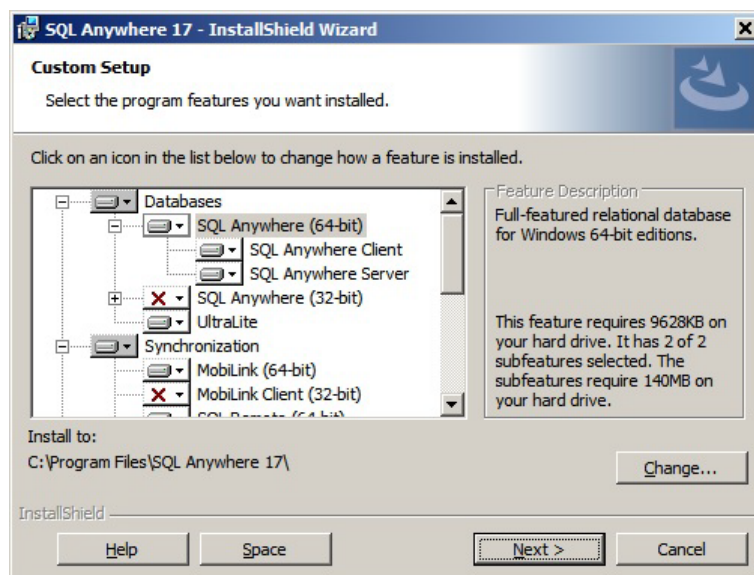 SQL Anywhere 17 - InstallShield Wizard
Custom Setup
Select the program features you want installed.
Click on an icon in the list below to change how a feature is installed.
Databases
SQL Anywhere (64-bit)
SQL Anywhere Client
SQL Anywhere Server
SQL Anywhere (32-bit)
UltraLite
Synchronization
MobiLink (64-bit)
MobiLink Client (32-bit)
SQL Remote (64-bit)
Feature Description
Full-featured relational database
for Windows 64-bit editions.
This feature requires 9628KB on
your hard drive. It has 2 of 2
subfeatures selected. The
subfeatures require 140MB on
your hard drive.
Install to:
C:\Program Files\SQL Anywhere 17\
Change...
InstallShield
Help
Space
Next >
Cancel